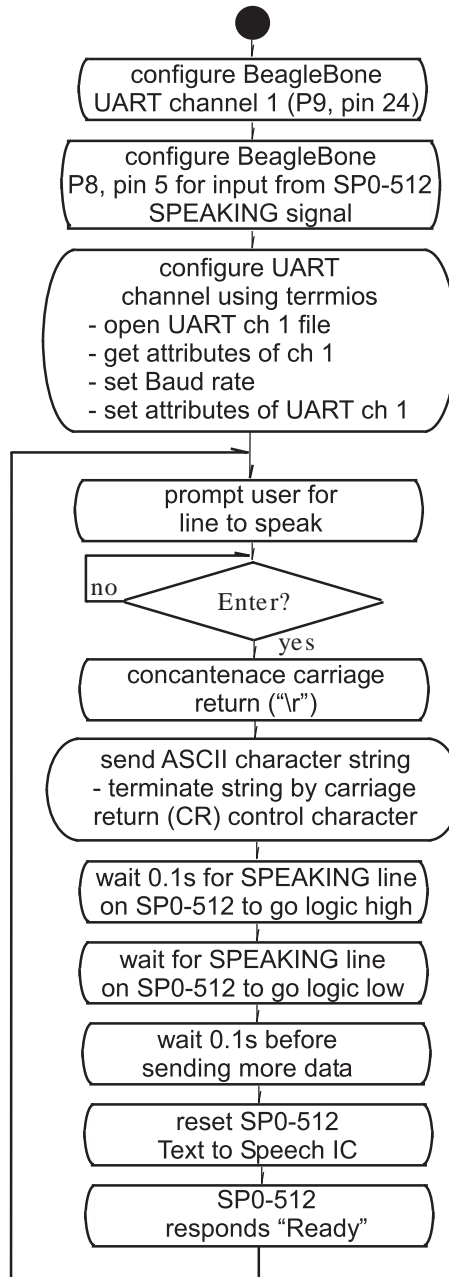 configure BeagleBone
UART channel 1 (P9, pin 24)
configure BeagleBone
P8, pin 5 for input from SP0-512
SPEAKING signal
configure UART
channel using terrmios
- open UART ch 1 file
- get attributes of ch 1
- set Baud rate
- set attributes of UART ch 1
prompt user for
line to speak
no
Enter?
yes
concantenace carriage
return (“\r”)
send ASCII character string
- terminate string by carriage
return (CR) control character
wait 0.1s for SPEAKING line
on SP0-512 to go logic high
wait for SPEAKING line
on SP0-512 to go logic low
wait 0.1s before
sending more data
reset SP0-512
Text to Speech IC
SP0-512
responds “Ready”